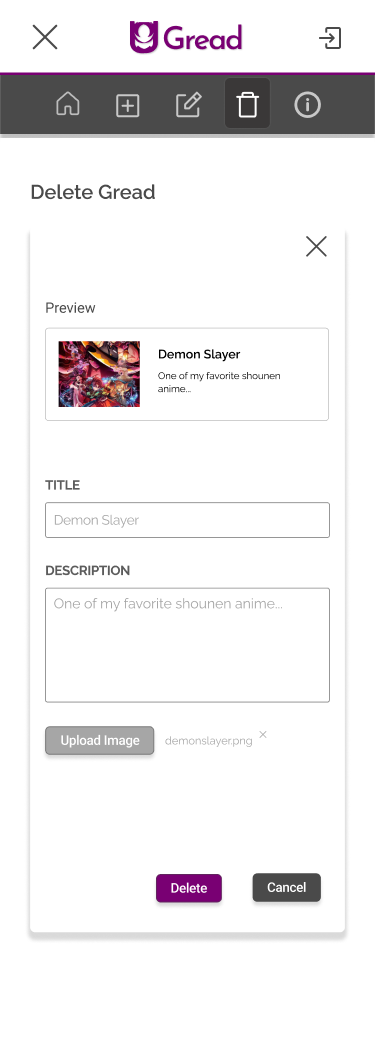 Gread
Delete Gread
Preview
Demon Slayer
One of my favorite shounen
anime...
TITLE
Demon Slayer
DESCRIPTION
One of my favorite shounen anime...
Upload Image
demonslayer.png
Delete
Cancel